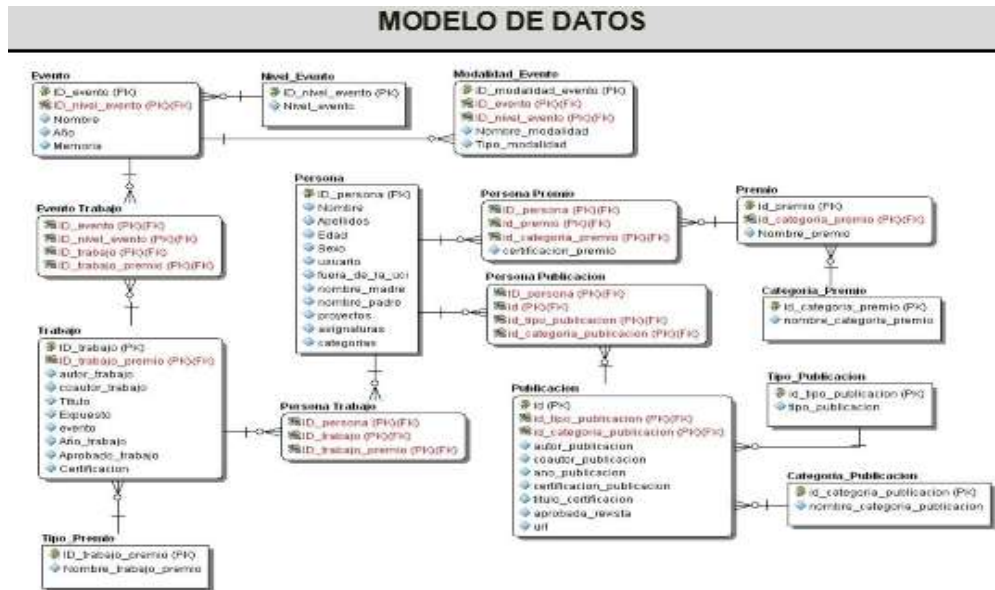 MODELO DE DATOS
Evento
ID_evento (PK)
ID_nivel_evento (PK)(FK)
Nombre
Año
Memoria
Nivel_Evento
ID_nivel_evento (PK)
Nivel_evento
Modalidad_Evento
ID_modalidad_evento (PK)
ID_evento (PK)(FK)
ID_nivel_evento (PK)(FK)
Nombre_modalidad
Tipo_modalidad
Evento Trabajo
ID_evento (PK)(FK)
ID_nivel_evento (PK)(FK)
ID_trabajo (PK)(FK)
ID_trabajo_premio (PK)(FK)
Persona
ID_persona (PK)
Nombre
Apellidos
Edad
Sexo
usuario
fuera_de_la_uci
nombre_madre
nombre_padre
proyectos
asignaturas
categorias
Persona Premio
ID_persona (PK)(FK)
id_premio (PK)(FK)
id_categoria_premio (PK)(FK)
certificacion_premio
Premio
id_premio (PK)
id_categoria_premio (PK)(FK)
Nombre_premio
Categoria_Premio
id_categoria_premio (PK)
nombre_categoria_premio
Persona Publicacion
ID_persona (PK)(FK)
id (PK)(FK)
id_tipo_publicacion (PK)(FK)
id_categoria_publicacion (PK)(FK)
Trabajo
ID_trabajo (PK)
ID_trabajo_premio (PK)(FK)
autor_trabajo
coautor_trabajo
Titulo
Expuesto
evento
Año_trabajo
Aprobado_trabajo
Certificacion
Persona Trabajo
ID_persona (PK)(FK)
ID_trabajo (PK)(FK)
ID_trabajo_premio (PK)(FK)
Publicacion
id (PK)
id_tipo_publicacion (PK)(FK)
id_categoria_publicacion (PK)(FK)
autor_publicacion
coautor_publicacion
ano_publicacion
certificacion_publicacion
titulo_certificacion
aprobada_revista
url
Tipo_Publicacion
id_tipo_publicacion (PK)
tipo_publicacion
Categoria_Publicacion
id_categoria_publicacion (PK)
nombre_categoria_publicacion
Tipo_Premio
ID_trabajo_premio (PK)
Nombre_trabajo_premio